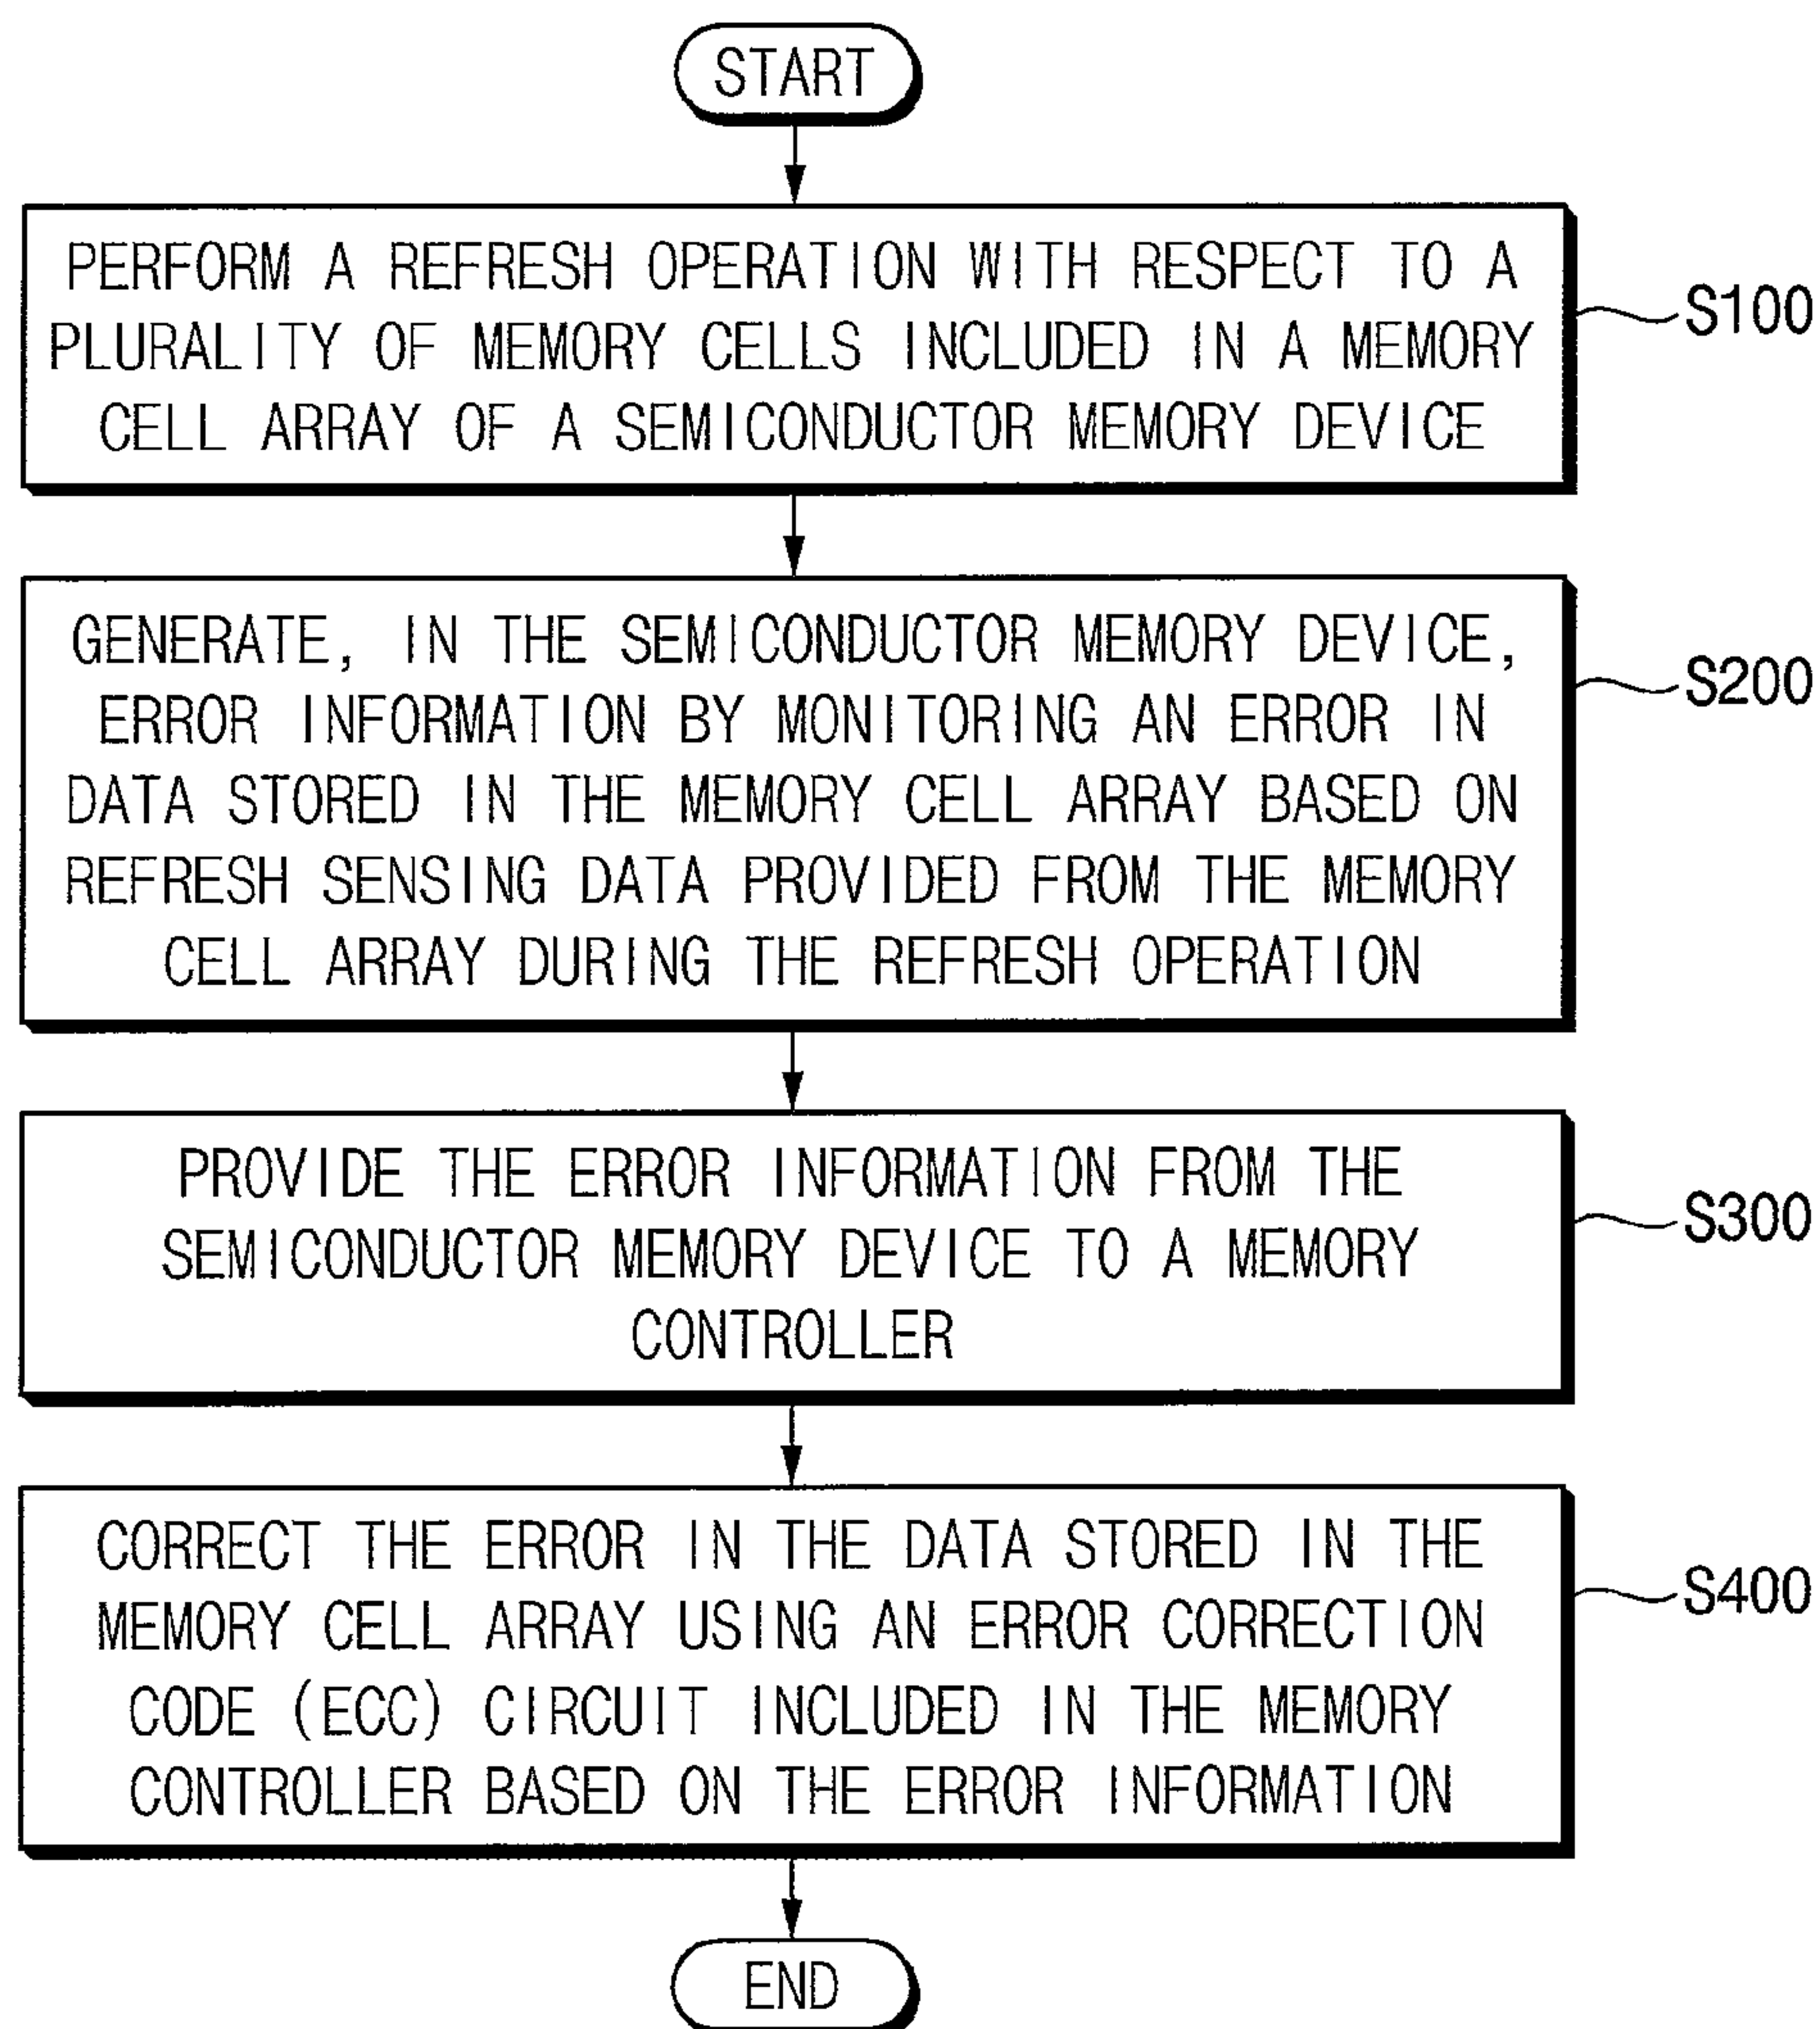 START
PERFORM A REFRESH OPERATION WITH RESPECT TO A
PLURALITY OF MEMORY CELLS INCLUDED IN A MEMORY
CELL ARRAY OF A SEMICONDUCTOR MEMORY DEVICE
S100
GENERATE, IN THE SEMICONDUCTOR MEMORY DEVICE,
ERROR INFORMATION BY MONITORING AN ERROR IN
DATA STORED IN THE MEMORY CELL ARRAY BASED ON
REFRESH SENSING DATA PROVIDED FROM THE MEMORY
CELL ARRAY DURING THE REFRESH OPERATION
S200
PROVIDE THE ERROR INFORMATION FROM THE
SEMICONDUCTOR MEMORY DEVICE TO A MEMORY
CONTROLLER
S300
CORRECT THE ERROR IN THE DATA STORED IN THE
MEMORY CELL ARRAY USING AN ERROR CORRECTION
CODE (ECC) CIRCUIT INCLUDED IN THE MEMORY
CONTROLLER BASED ON THE ERROR INFORMATION
S400
END